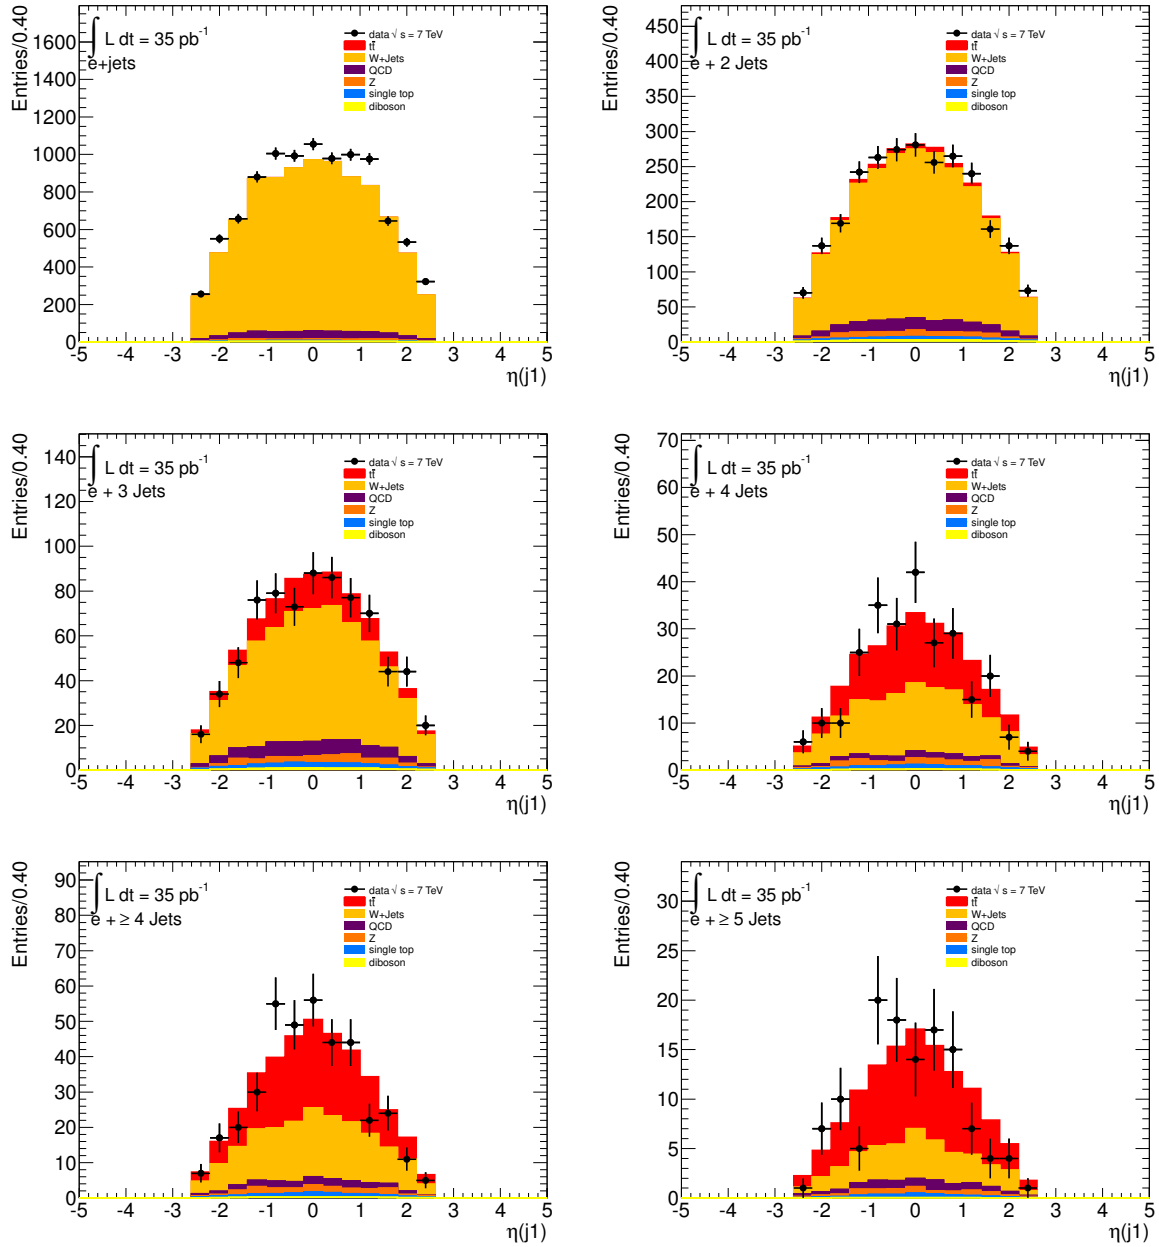 Entries/0.40
1600
1400
1200
1000
800
600
400
200
0
∫ L dt = 35 pb⁻¹
e+jets
data √s = 7 TeV
tt̄
W+Jets
QCD
Z
single top
diboson
-5 -4 -3 -2 -1 0 1 2 3 4 5
η(j1)
Entries/0.40
450
400
350
300
250
200
150
100
50
0
∫ L dt = 35 pb⁻¹
e + 2 Jets
data √s = 7 TeV
tt̄
W+Jets
QCD
Z
single top
diboson
-5 -4 -3 -2 -1 0 1 2 3 4 5
η(j1)
Entries/0.40
140
120
100
80
60
40
20
0
∫ L dt = 35 pb⁻¹
e + 3 Jets
data √s = 7 TeV
tt̄
W+Jets
QCD
Z
single top
diboson
-5 -4 -3 -2 -1 0 1 2 3 4 5
η(j1)
Entries/0.40
70
60
50
40
30
20
10
0
∫ L dt = 35 pb⁻¹
e + 4 Jets
data √s = 7 TeV
tt̄
W+Jets
QCD
Z
single top
diboson
-5 -4 -3 -2 -1 0 1 2 3 4 5
η(j1)
Entries/0.40
90
80
70
60
50
40
30
20
10
0
∫ L dt = 35 pb⁻¹
e + ≥ 4 Jets
data √s = 7 TeV
tt̄
W+Jets
QCD
Z
single top
diboson
-5 -4 -3 -2 -1 0 1 2 3 4 5
η(j1)
Entries/0.40
30
25
20
15
10
5
0
∫ L dt = 35 pb⁻¹
e + ≥ 5 Jets
data √s = 7 TeV
tt̄
W+Jets
QCD
Z
single top
diboson
-5 -4 -3 -2 -1 0 1 2 3 4 5
η(j1)